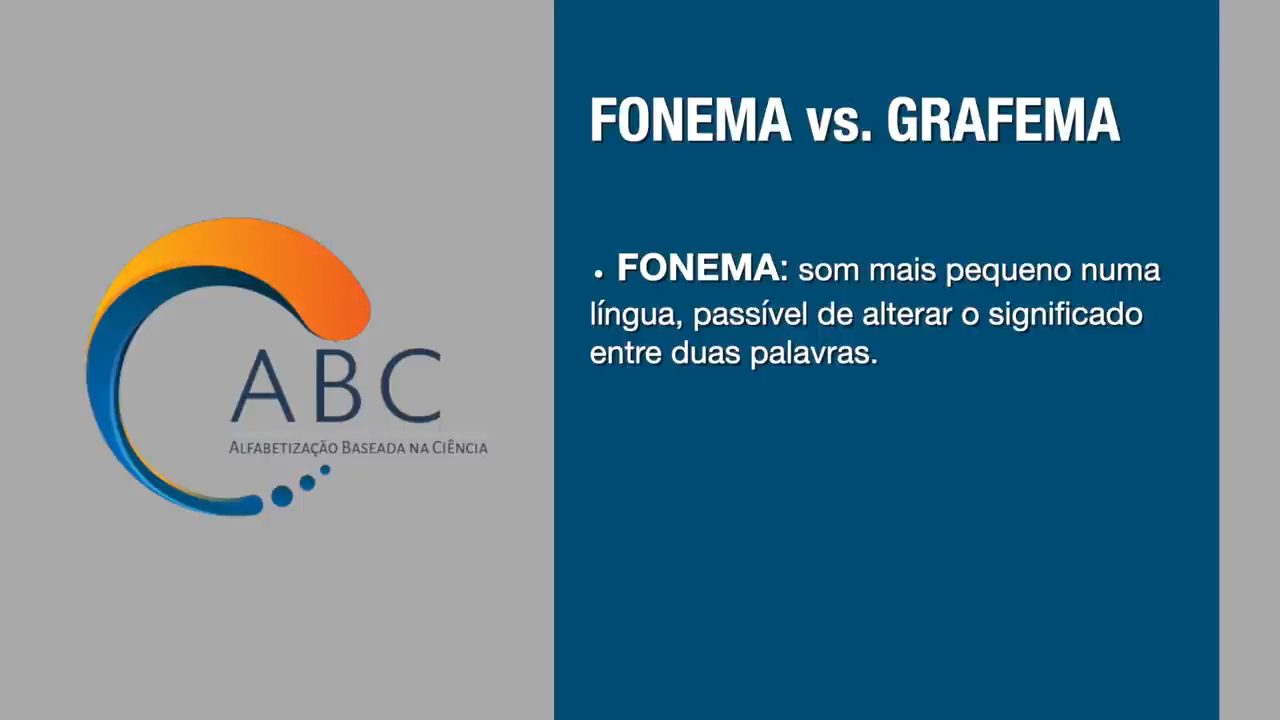 FONEMA vs. GRAFEMA
• FONEMA: som mais pequeno numa
língua, passível de alterar o significado
entre duas palavras.
ABC
ALFABETIZAÇÃO BASEADA NA CIÊNCIA